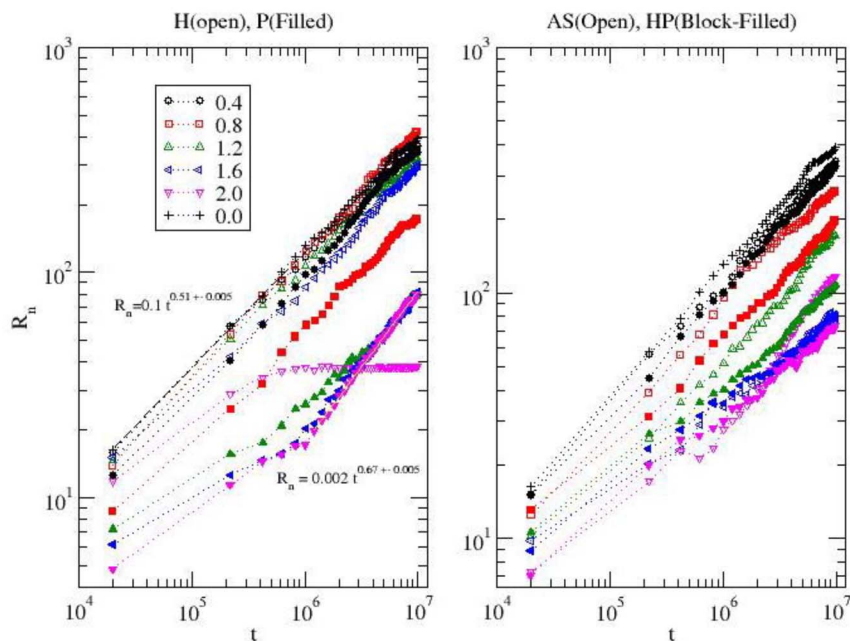 H(open), P(Filled)
AS(Open), HP(Block-Filled)
10^3
10^2
10^1
R_n
0.4
0.8
1.2
1.6
2.0
0.0
R_n=0.1 t^0.51+-0.005
R_n = 0.002 t^0.67+-0.005
10^4 10^5 10^6 10^7
t
10^3
10^2
10^1
10^4 10^5 10^6 10^7
t